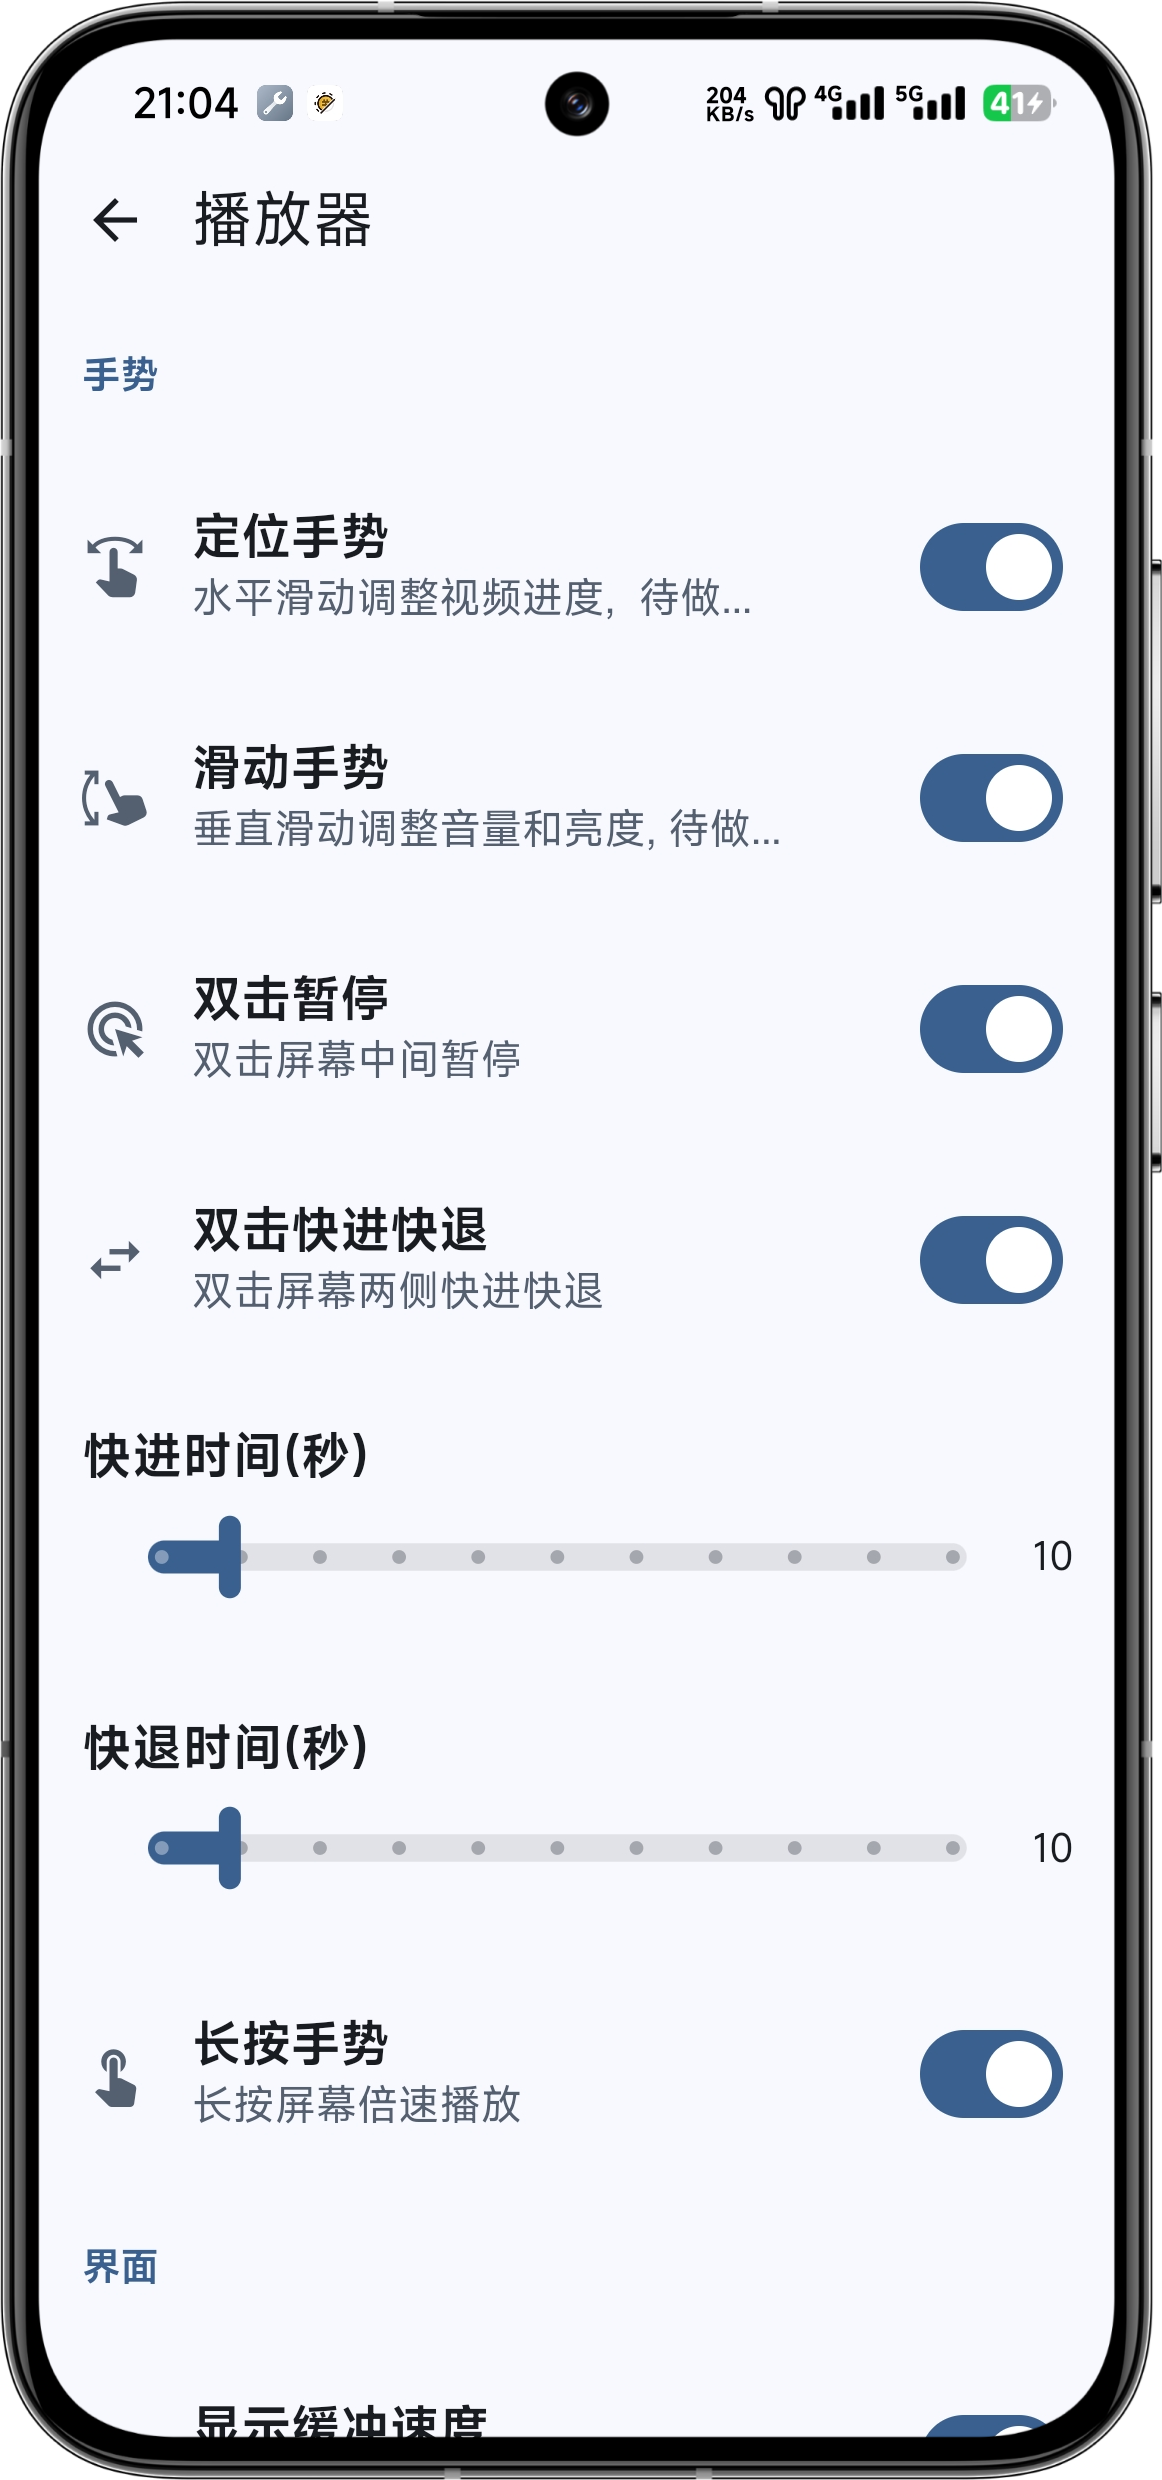 21:04
204 KB/s
4G
5G
41
播放器
手势
定位手势
水平滑动调整视频进度，待做...
滑动手势
垂直滑动调整音量和亮度, 待做...
双击暂停
双击屏幕中间暂停
双击快进快退
双击屏幕两侧快进快退
快进时间(秒)
10
快退时间(秒)
10
长按手势
长按屏幕倍速播放
界面
显示缓冲速度